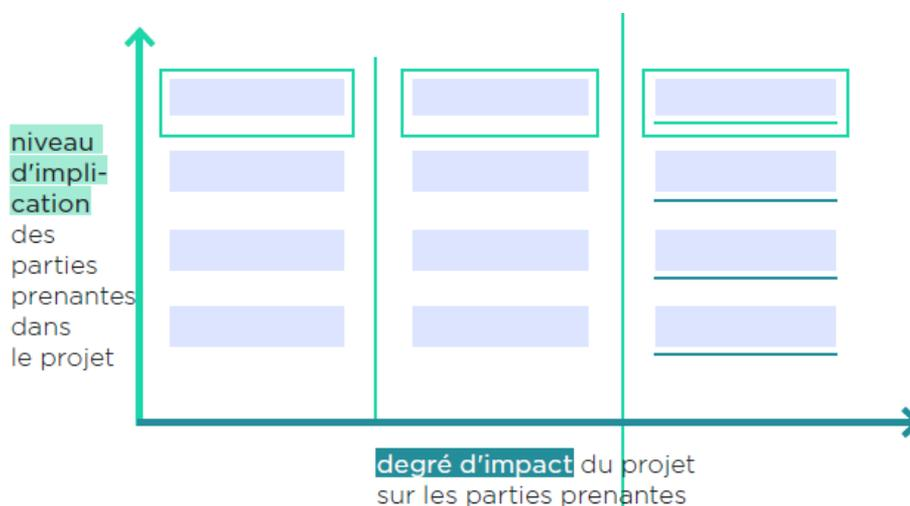 niveau
d'impli-
cation
des
parties
prenantes
dans
le projet
degré d'impact du projet
sur les parties prenantes